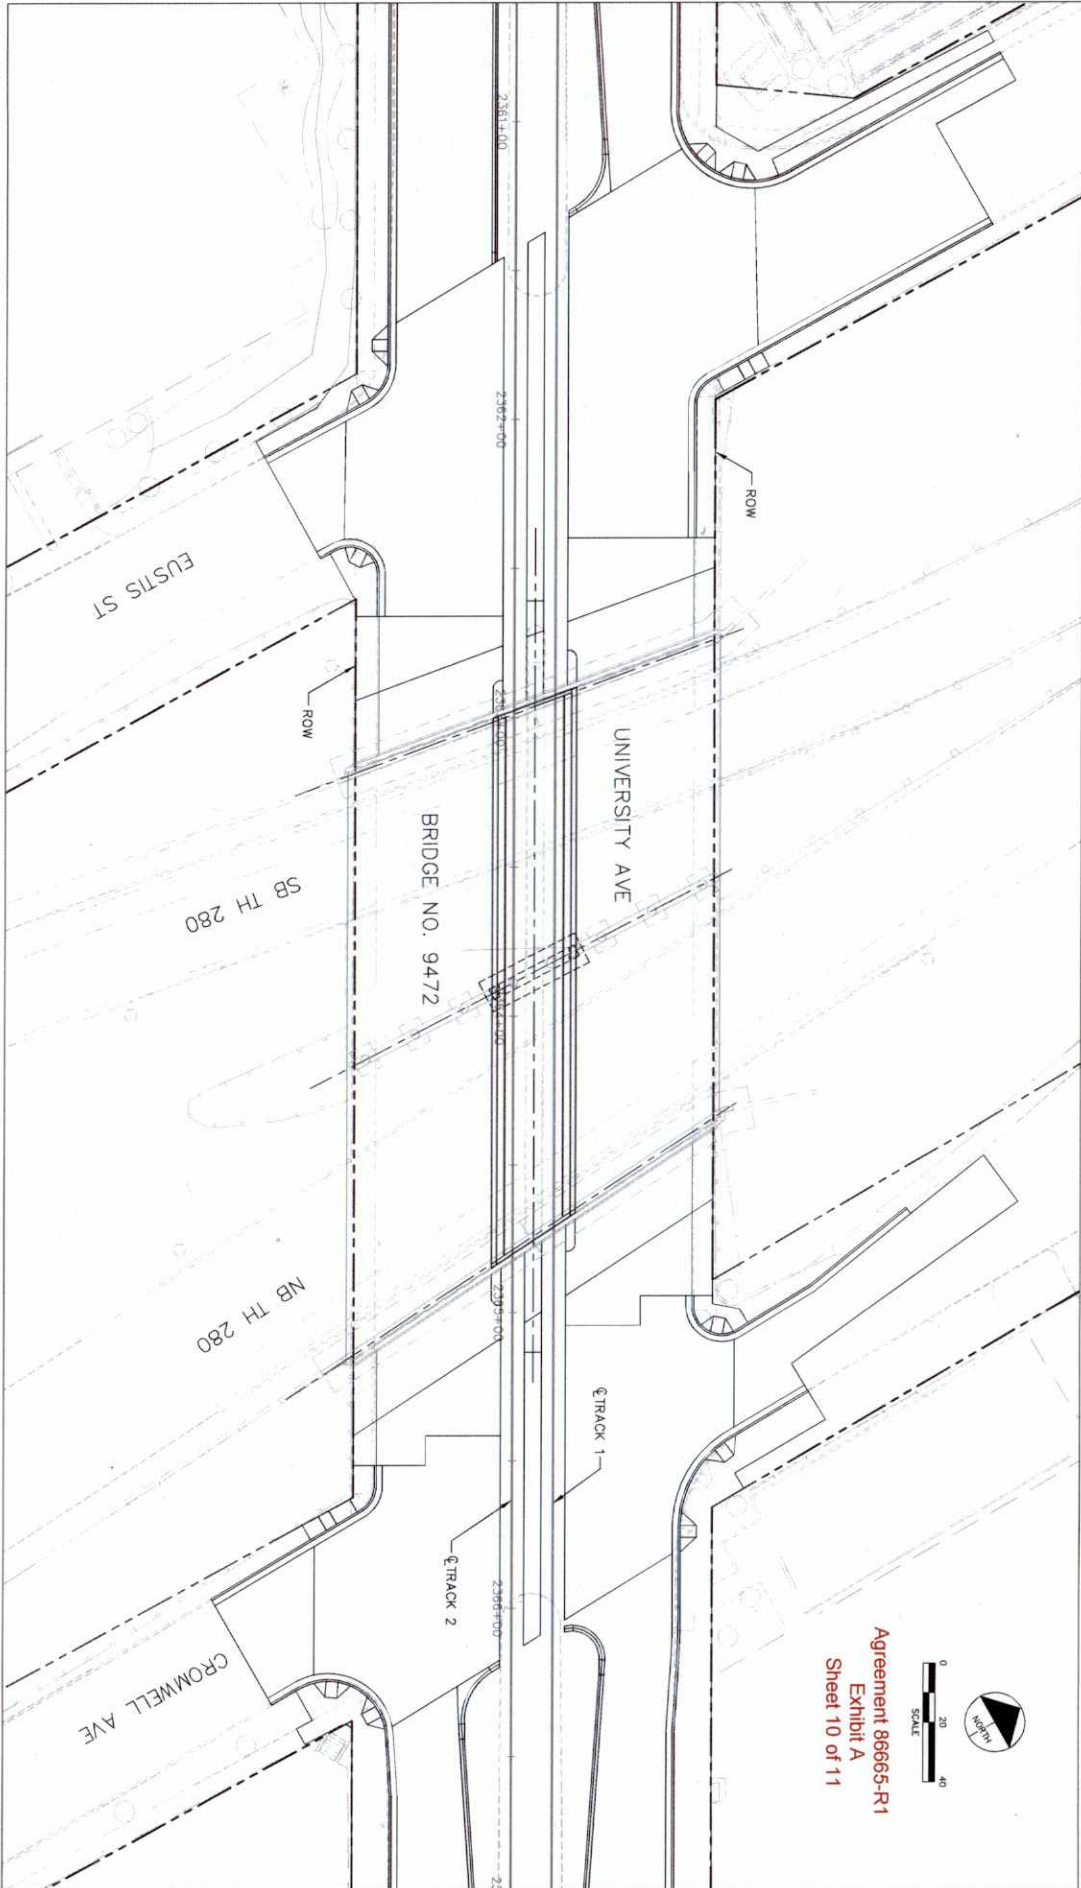 2361+00
2362+00
ROW
EUSTIS ST
ROW
UNIVERSITY AVE
BRIDGE NO. 9472
SB TH 280
NB TH 280
2365+00
℄ TRACK 1
℄ TRACK 2
2366+00
CROMWELL AVE
NORTH
0 20 40
SCALE
Agreement 86665-R1
Exhibit A
Sheet 10 of 11